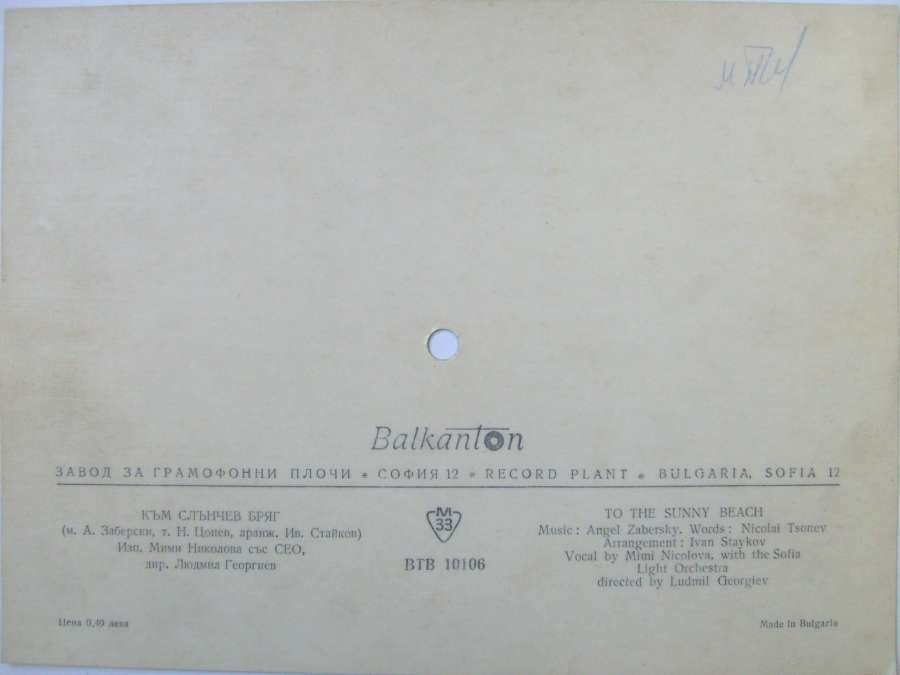 Balkanton
ЗАВОД ЗА ГРАМОФОННИ ПЛОЧИ * СОФИЯ 12 * RECORD PLANT * BULGARIA, SOFIA 12
КЪМ СЛЪНЧЕВ БРЯГ
(м. А. Заберски, т. Н. Цонев, аранж. Ив. Стайков)
Изп. Мими Николова със СЕО,
дир. Людмил Георгиев
Цена 0,40 лева
М
33
ВТВ 10106
TO THE SUNNY BEACH
Music : Angel Zabersky. Words : Nicolai Tsonev
Arrangement : Ivan Staykov
Vocal by Mimi Nicolova, with the Sofia
Light Orchestra
directed by Ludmil Georgiev
Made in Bulgaria